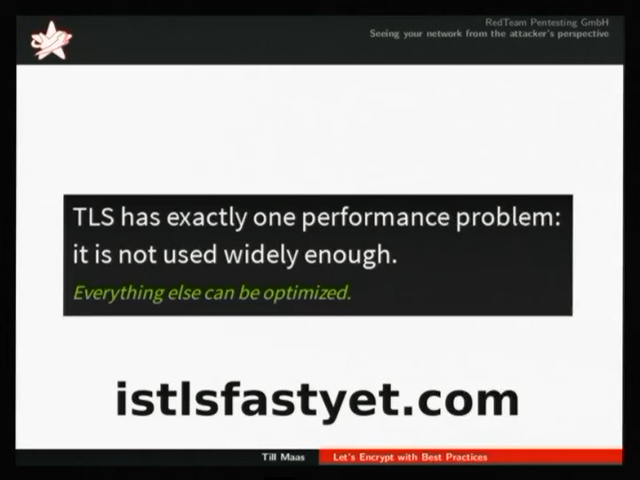 RedTeam Pentesting GmbH
Seeing your network from the attacker's perspective
TLS has exactly one performance problem:
it is not used widely enough.
Everything else can be optimized.
istlsfastyet.com
Till Maas
Let's Encrypt with Best Practices